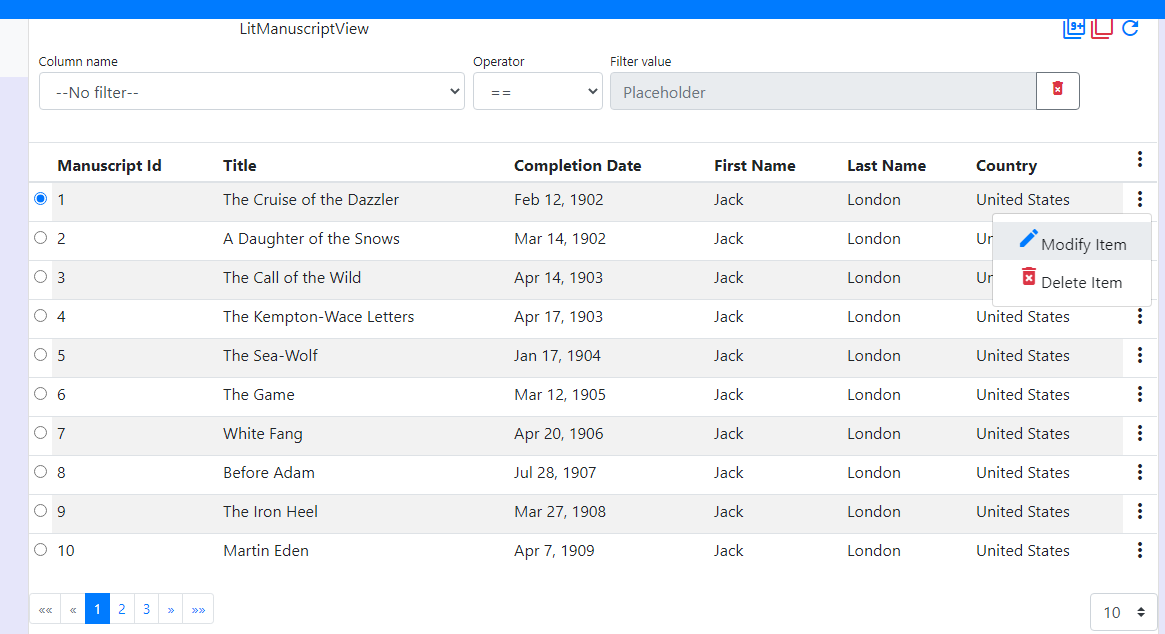 LitManuscriptView 9+
Column name Operator Filter value
--No filter-- == Placeholder
Manuscript Id Title Completion Date First Name Last Name Country
1 The Cruise of the Dazzler Feb 12, 1902 Jack London United States
2 A Daughter of the Snows Mar 14, 1902 Jack London Un
Modify Item
3 The Call of the Wild Apr 14, 1903 Jack London Un
Delete Item
4 The Kempton-Wace Letters Apr 17, 1903 Jack London United States
5 The Sea-Wolf Jan 17, 1904 Jack London United States
6 The Game Mar 12, 1905 Jack London United States
7 White Fang Apr 20, 1906 Jack London United States
8 Before Adam Jul 28, 1907 Jack London United States
9 The Iron Heel Mar 27, 1908 Jack London United States
10 Martin Eden Apr 7, 1909 Jack London United States
«« « 1 2 3 » »» 10